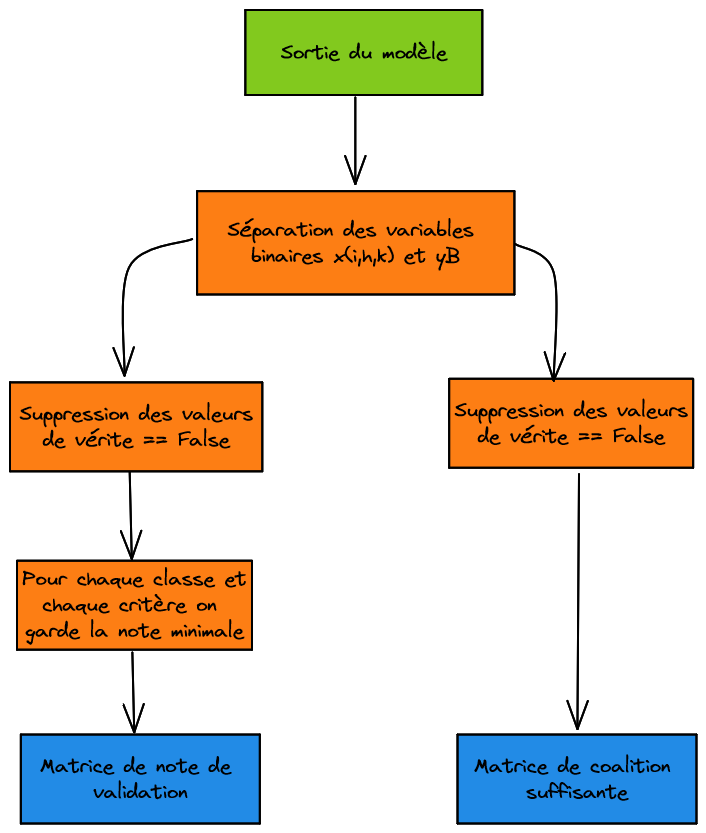 Sortie du modèle
Séparation des variables
binaires x(i,h,k) et yB
Suppression des valeurs
de vérite == False
Suppression des valeurs
de vérite == False
Pour chaque classe et
chaque critère on
garde la note minimale
Matrice de note de
validation
Matrice de coalition
suffisante